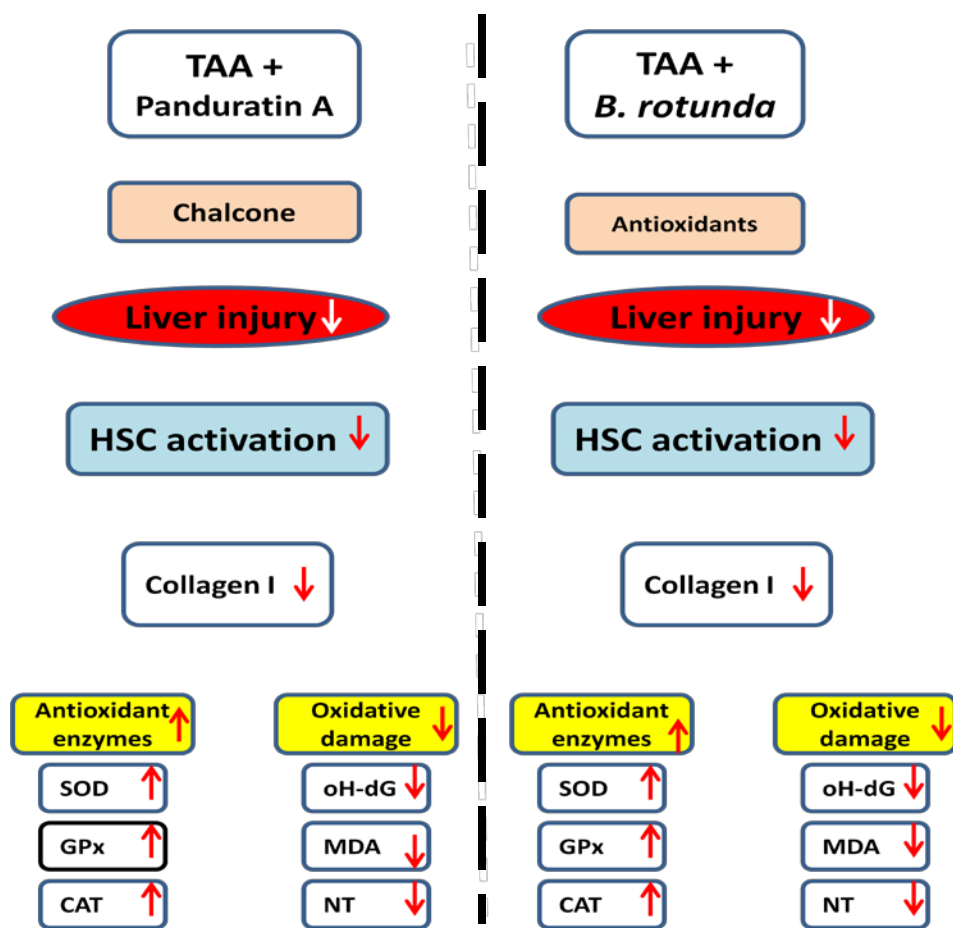 TAA +
Panduratin A
Chalcone
Liver injury
HSC activation
Collagen I
Antioxidant
enzymes
SOD
GPx
CAT
Oxidative
damage
oH-dG
MDA
NT
TAA +
B. rotunda
Antioxidants
Liver injury
HSC activation
Collagen I
Antioxidant
enzymes
SOD
GPx
CAT
Oxidative
damage
oH-dG
MDA
NT